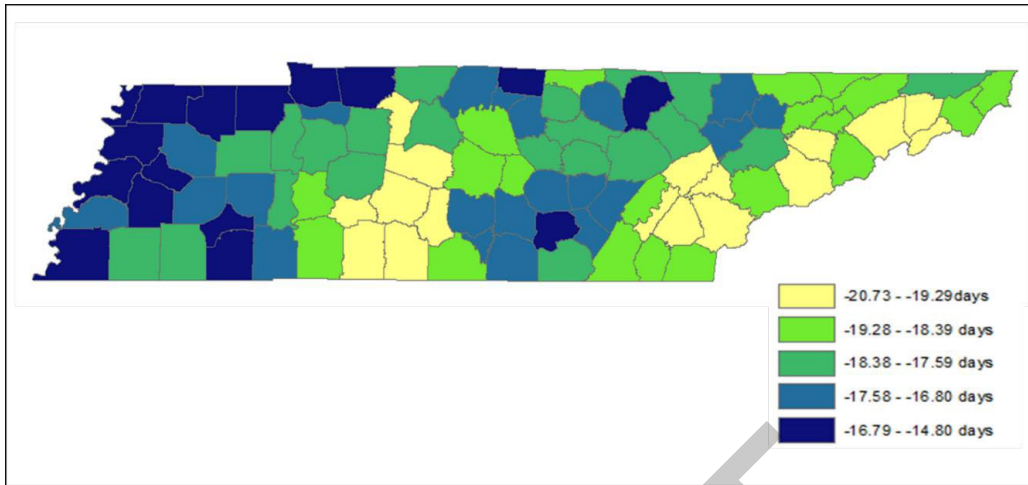 -20.73 - -19.29days
-19.28 - -18.39 days
-18.38 - -17.59 days
-17.58 - -16.80 days
-16.79 - -14.80 days